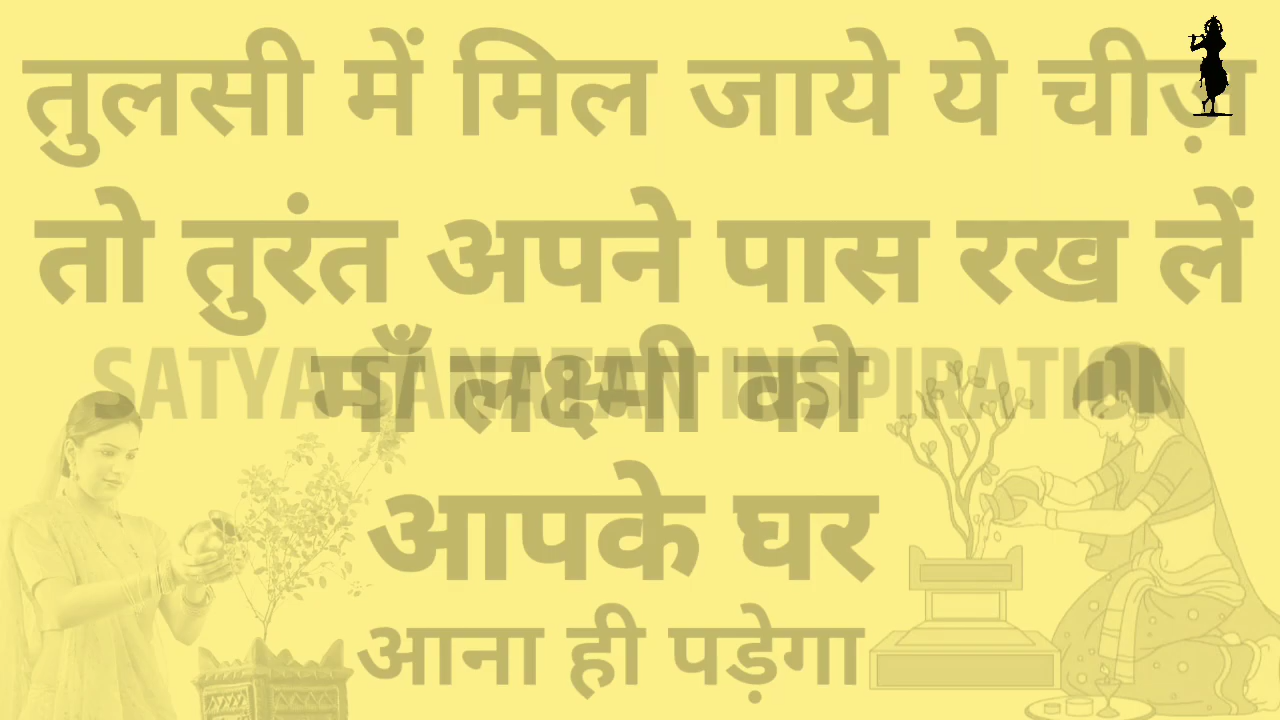 तुलसी में मिल जाये ये चीज़
तो तुरंत अपने पास रख लें
माँ लक्ष्मी को
SATYA SANATAN INSPIRATION
आपके घर
आना ही पड़ेगा